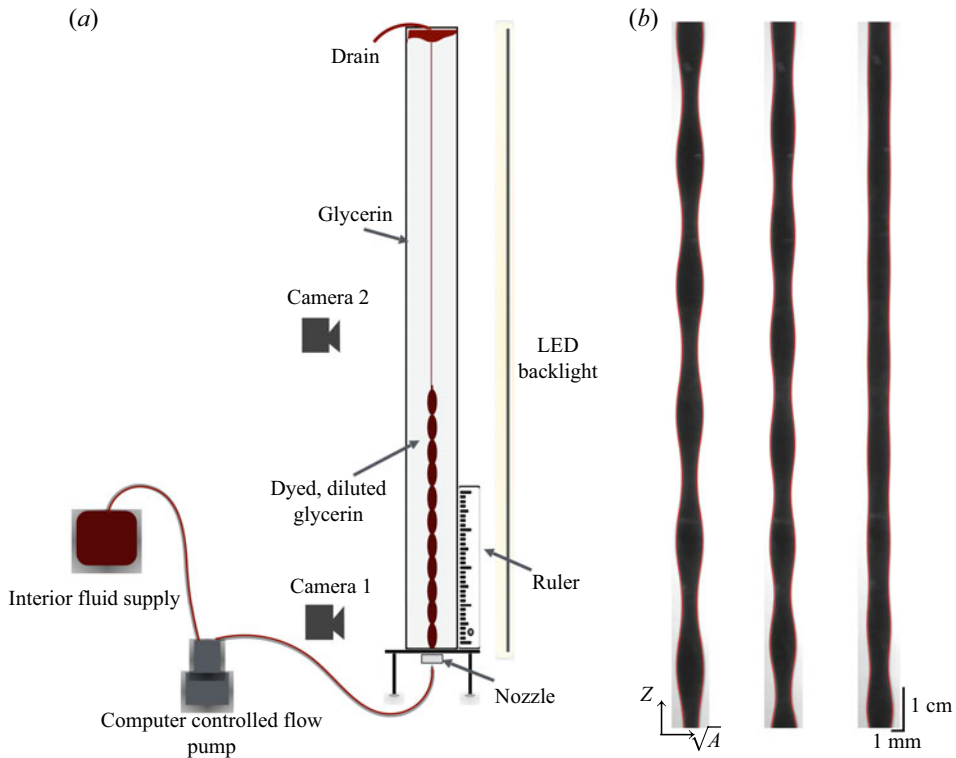 (a)
(b)
Drain
Glycerin
Camera 2
LED
backlight
Dyed, diluted
glycerin
Ruler
Camera 1
Interior fluid supply
Nozzle
Computer controlled flow
pump
Z
√A
1 cm
1 mm